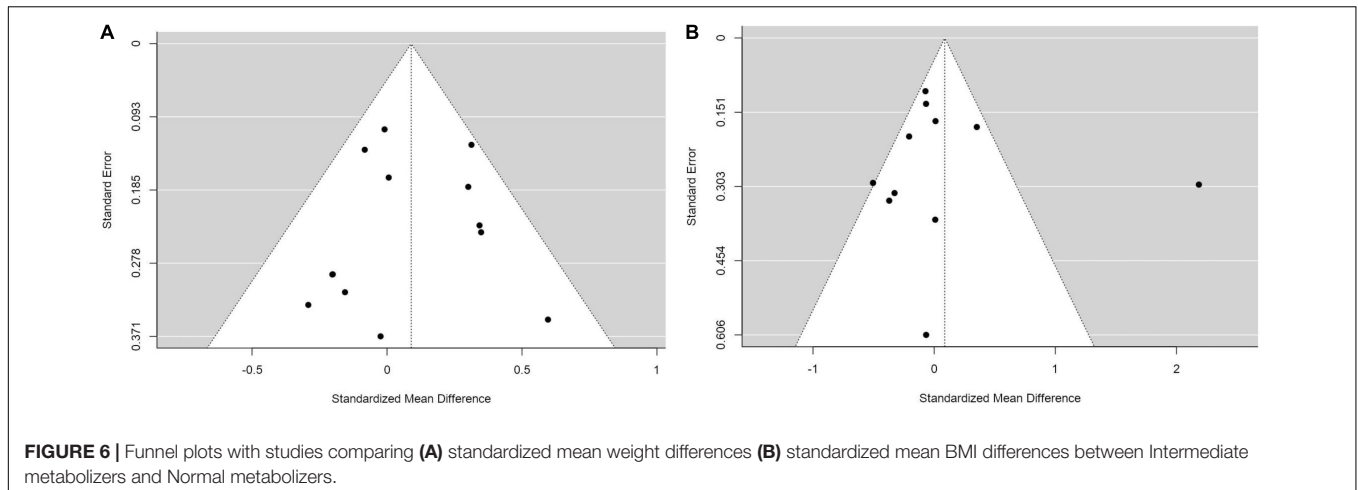 A
0
0.093
0.185
0.278
0.371
Standard Error
-0.5
0
0.5
1
Standardized Mean Difference
B
0
0.151
0.303
0.454
0.606
Standard Error
-1
0
1
2
Standardized Mean Difference
FIGURE 6 | Funnel plots with studies comparing (A) standardized mean weight differences (B) standardized mean BMI differences between Intermediate
metabolizers and Normal metabolizers.